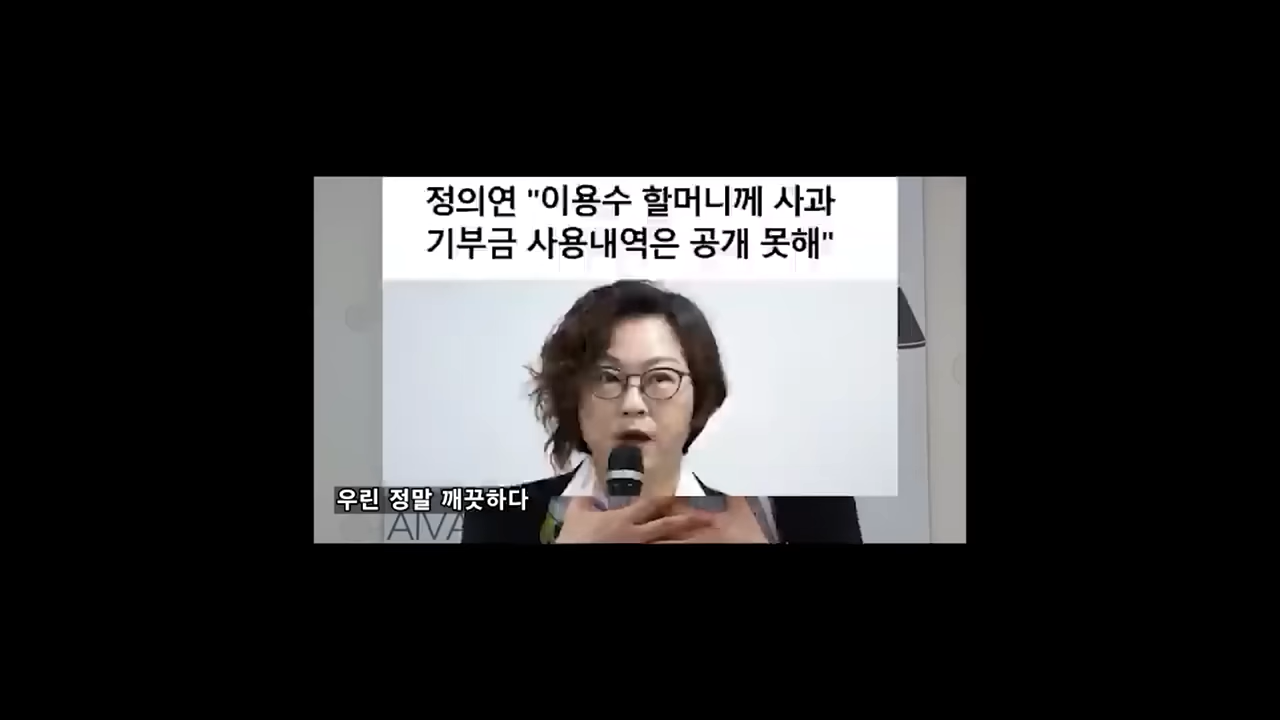 정의연 "이용수 할머니께 사과
기부금 사용내역은 공개 못해"
우린 정말 깨끗하다
AIVA